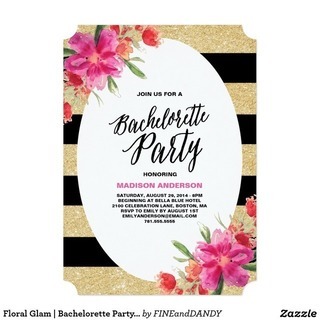 JOIN US FOR A
Bachelorette
Party
HONORING
MADISON ANDERSON
SATURDAY, AUGUST 29, 2014 - 8PM
BEGINNING AT BELLA BLUE HOTEL
2100 CELEBRATION LANE, BOSTON, MA
RSVP TO EMILY BY AUGUST 1ST
EMILYANDERSON@EMAIL.COM
781.555.5555
Floral Glam | Bachelorette Party... by FINEandDANDY
Zazzle